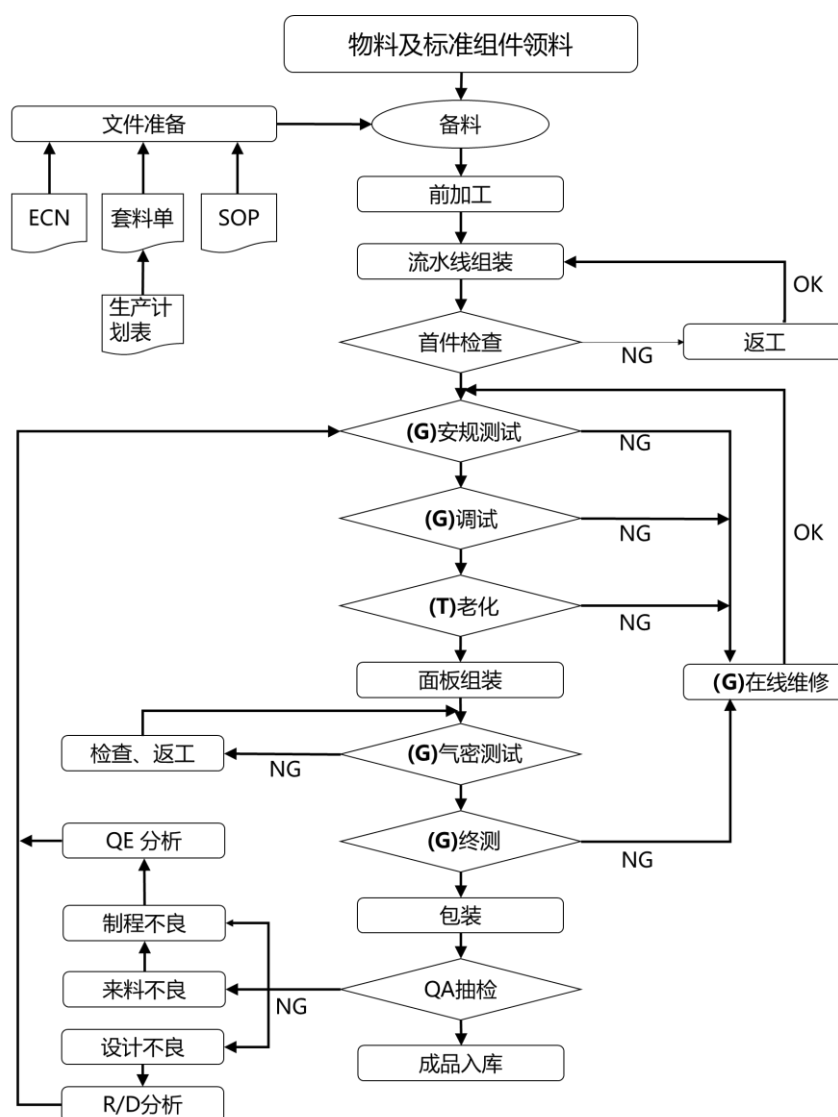 物料及标准组件领料
文件准备
备料
ECN
套料单
SOP
前加工
流水线组装
OK
生产计
划表
首件检查
NG
返工
(G)安规测试
NG
(G)调试
NG
OK
(T)老化
NG
面板组装
(G)在线维修
检查、返工
NG
(G)气密测试
QE 分析
(G)终测
NG
制程不良
包装
来料不良
NG
QA抽检
设计不良
成品入库
R/D分析